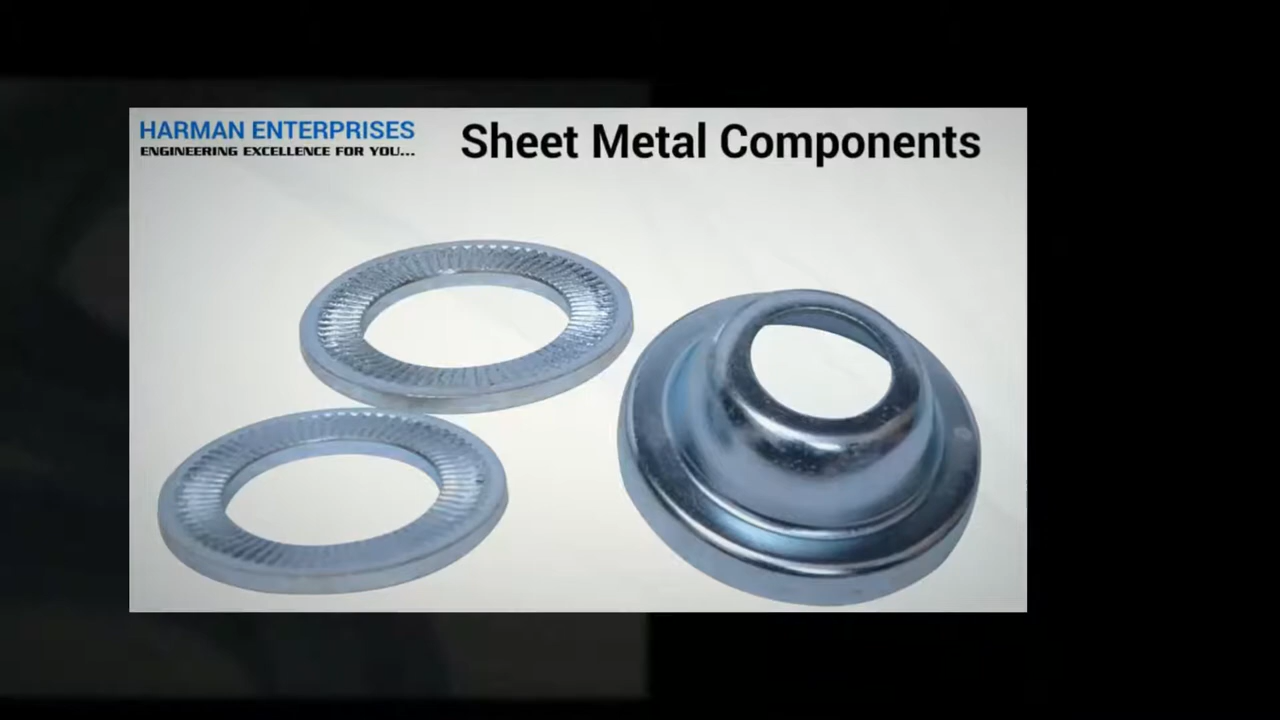 HARMAN ENTERPRISES
ENGINEERING EXCELLENCE FOR YOU...
Sheet Metal Components